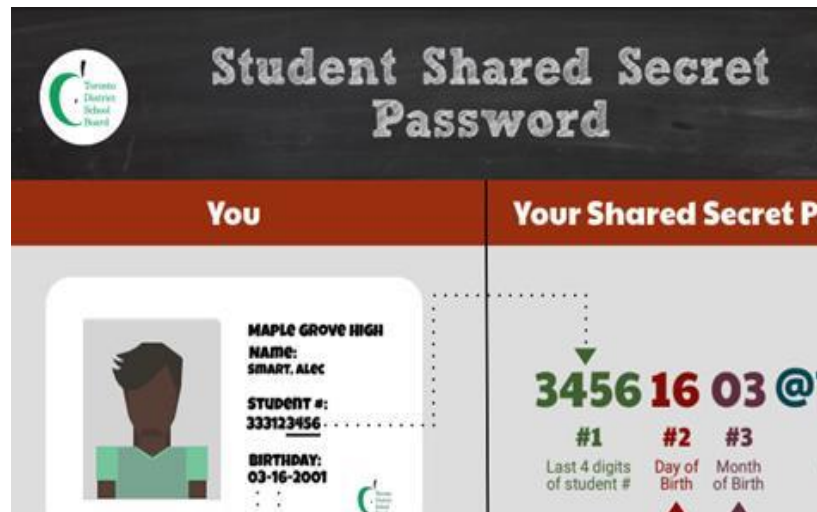 Toronto
District
School
Board
Student Shared Secret
Password
You
Your Shared Secret P
MAPLE GROVE HIGH
NAME:
SMART, ALEC
STUDENT #:
333123456
BIRTHDAY:
03-16-2001
3456 16 03 @
#1 #2 #3
Last 4 digits Day of Month
of student # Birth of Birth